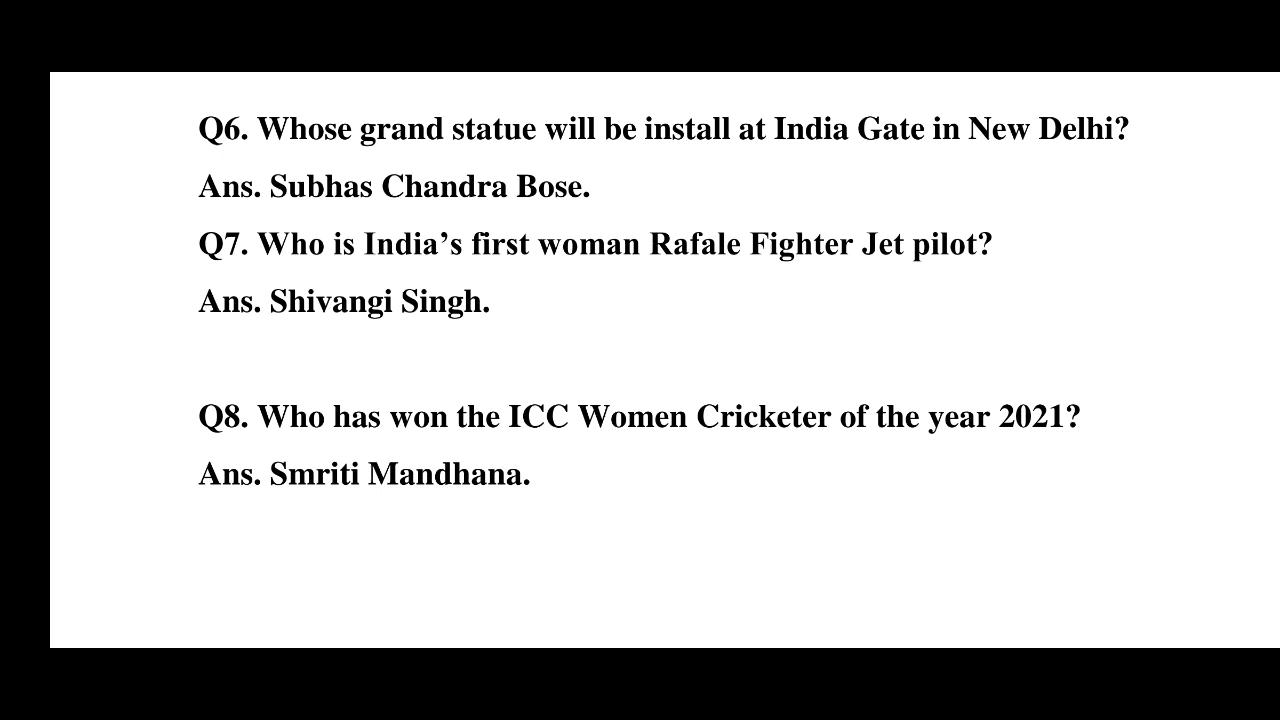 Q6. Whose grand statue will be install at India Gate in New Delhi?
Ans. Subhas Chandra Bose.
Q7. Who is India’s first woman Rafale Fighter Jet pilot?
Ans. Shivangi Singh.
Q8. Who has won the ICC Women Cricketer of the year 2021?
Ans. Smriti Mandhana.